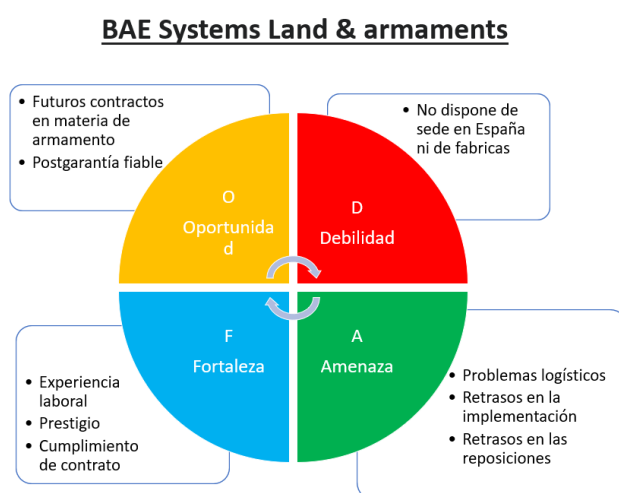 BAE Systems Land & armaments
• Futuros contractos
en materia de
armamento
• Postgarantía fiable
• No dispone de
sede en España
ni de fabricas
O
Oportunida
d
D
Debilidad
F
Fortaleza
A
Amenaza
• Experiencia
laboral
• Prestigio
• Cumplimiento
de contrato
• Problemas logísticos
• Retrasos en la
implementación
• Retrasos en las
reposiciones